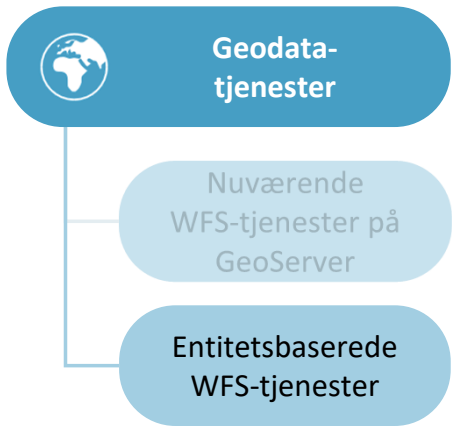 Geodata-
tjenester
Nuværende
WFS-tjenester på
GeoServer
Entitetsbaserede
WFS-tjenester